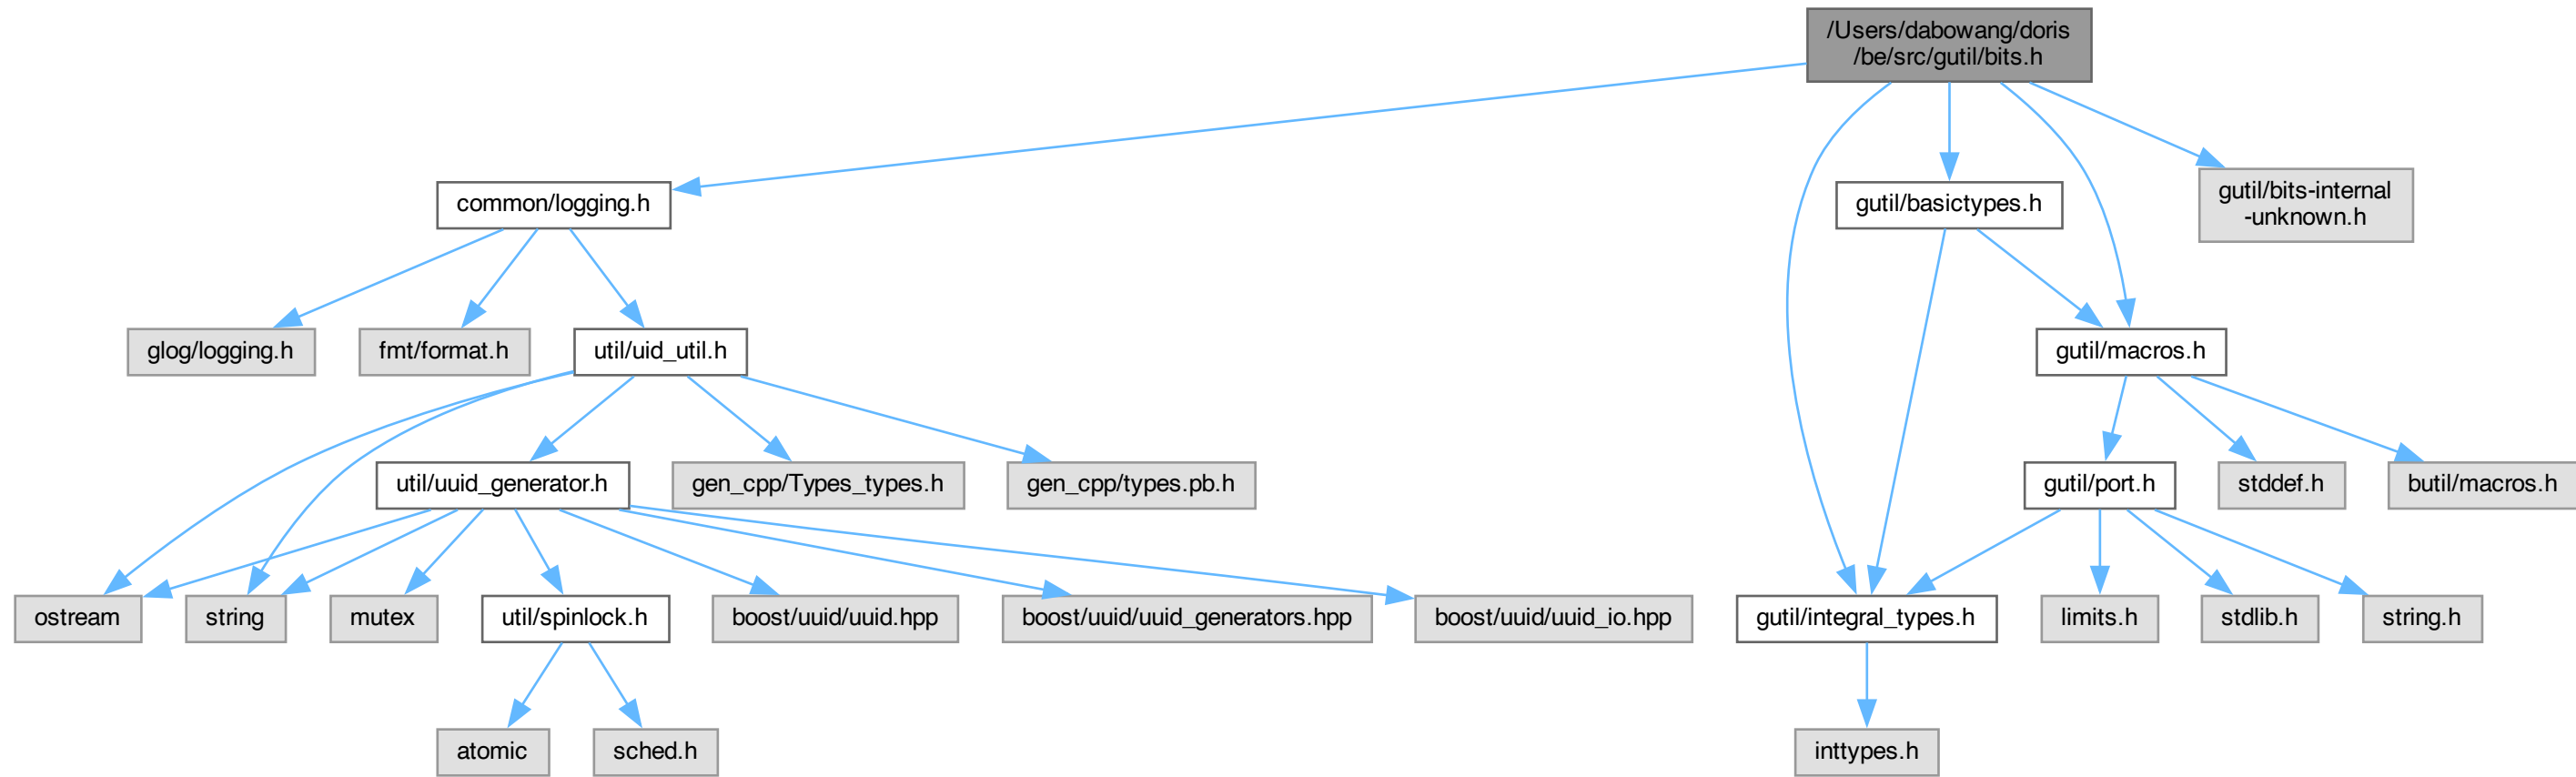 /Users/dabowang/doris
/be/src/gutil/bits.h
common/logging.h
gutil/basictypes.h
gutil/bits-internal
-unknown.h
glog/logging.h
fmt/format.h
util/uid_util.h
gutil/macros.h
util/uuid_generator.h
gen_cpp/Types_types.h
gen_cpp/types.pb.h
gutil/port.h
stddef.h
butil/macros.h
ostream
string
mutex
util/spinlock.h
boost/uuid/uuid.hpp
boost/uuid/uuid_generators.hpp
boost/uuid/uuid_io.hpp
gutil/integral_types.h
limits.h
stdlib.h
string.h
atomic
sched.h
inttypes.h